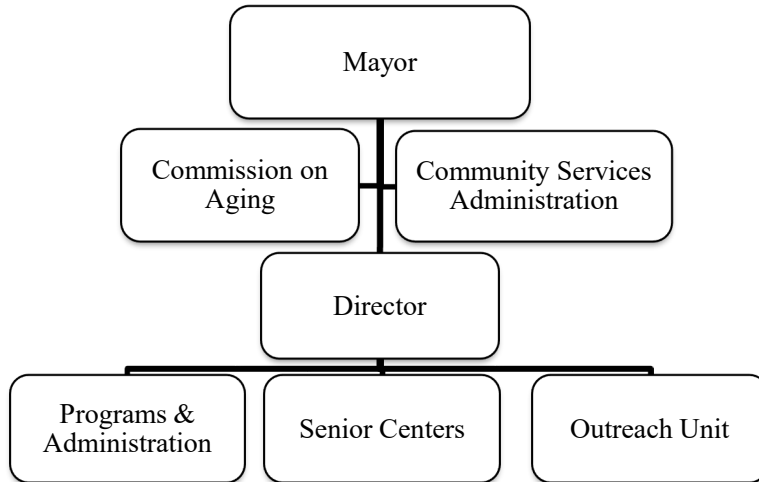 Mayor
Commission on
Aging
Community Services
Administration
Director
Programs &
Administration
Senior Centers
Outreach Unit